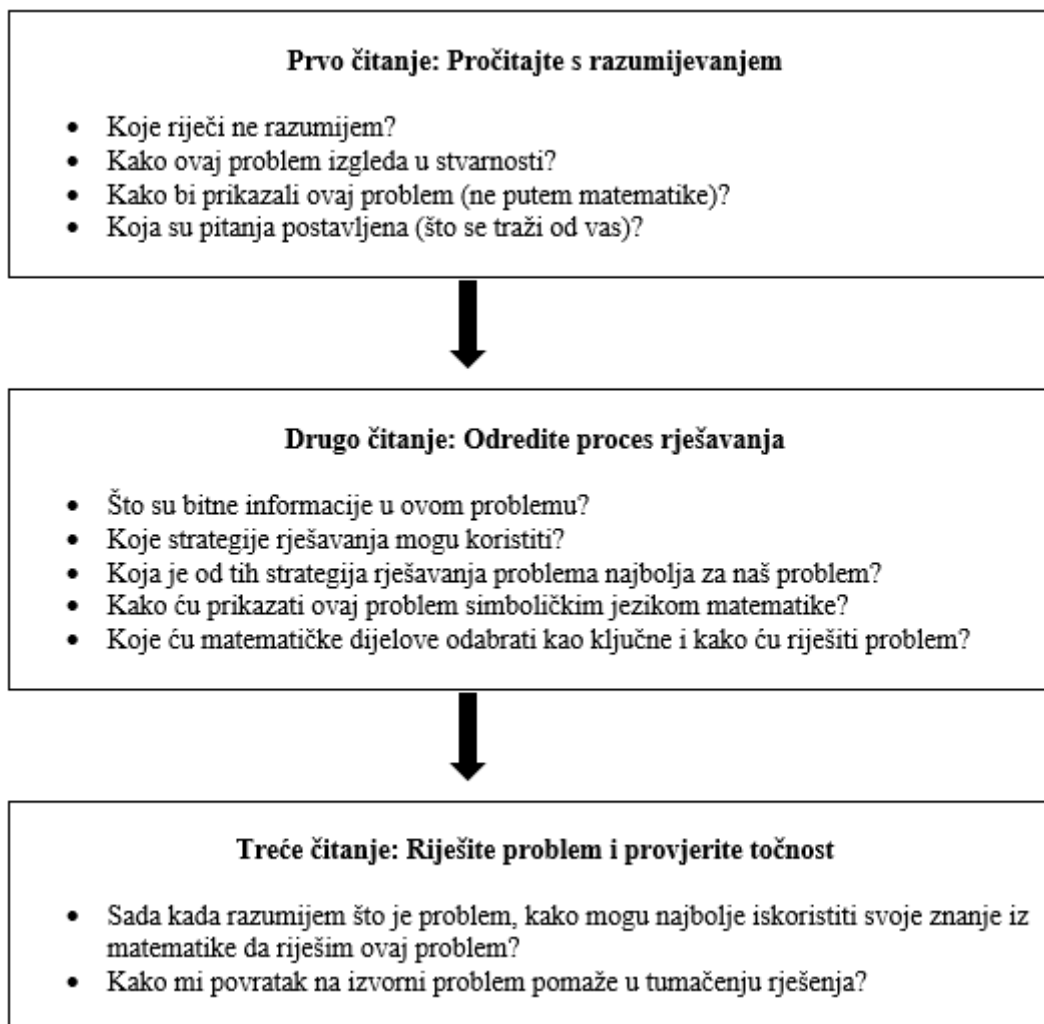 Prvo čitanje: Pročitajte s razumijevanjem
• Koje riječi ne razumijem?
• Kako ovaj problem izgleda u stvarnosti?
• Kako bi prikazali ovaj problem (ne putem matematike)?
• Koja su pitanja postavljena (što se traži od vas)?
Drugo čitanje: Odredite proces rješavanja
• Što su bitne informacije u ovom problemu?
• Koje strategije rješavanja mogu koristiti?
• Koja je od tih strategija rješavanja problema najbolja za naš problem?
• Kako ću prikazati ovaj problem simboličkim jezikom matematike?
• Koje ću matematičke dijelove odabrati kao ključne i kako ću riješiti problem?
Treće čitanje: Riješite problem i provjerite točnost
• Sada kada razumijem što je problem, kako mogu najbolje iskoristiti svoje znanje iz
matematike da riješim ovaj problem?
• Kako mi povratak na izvorni problem pomaže u tumačenju rješenja?